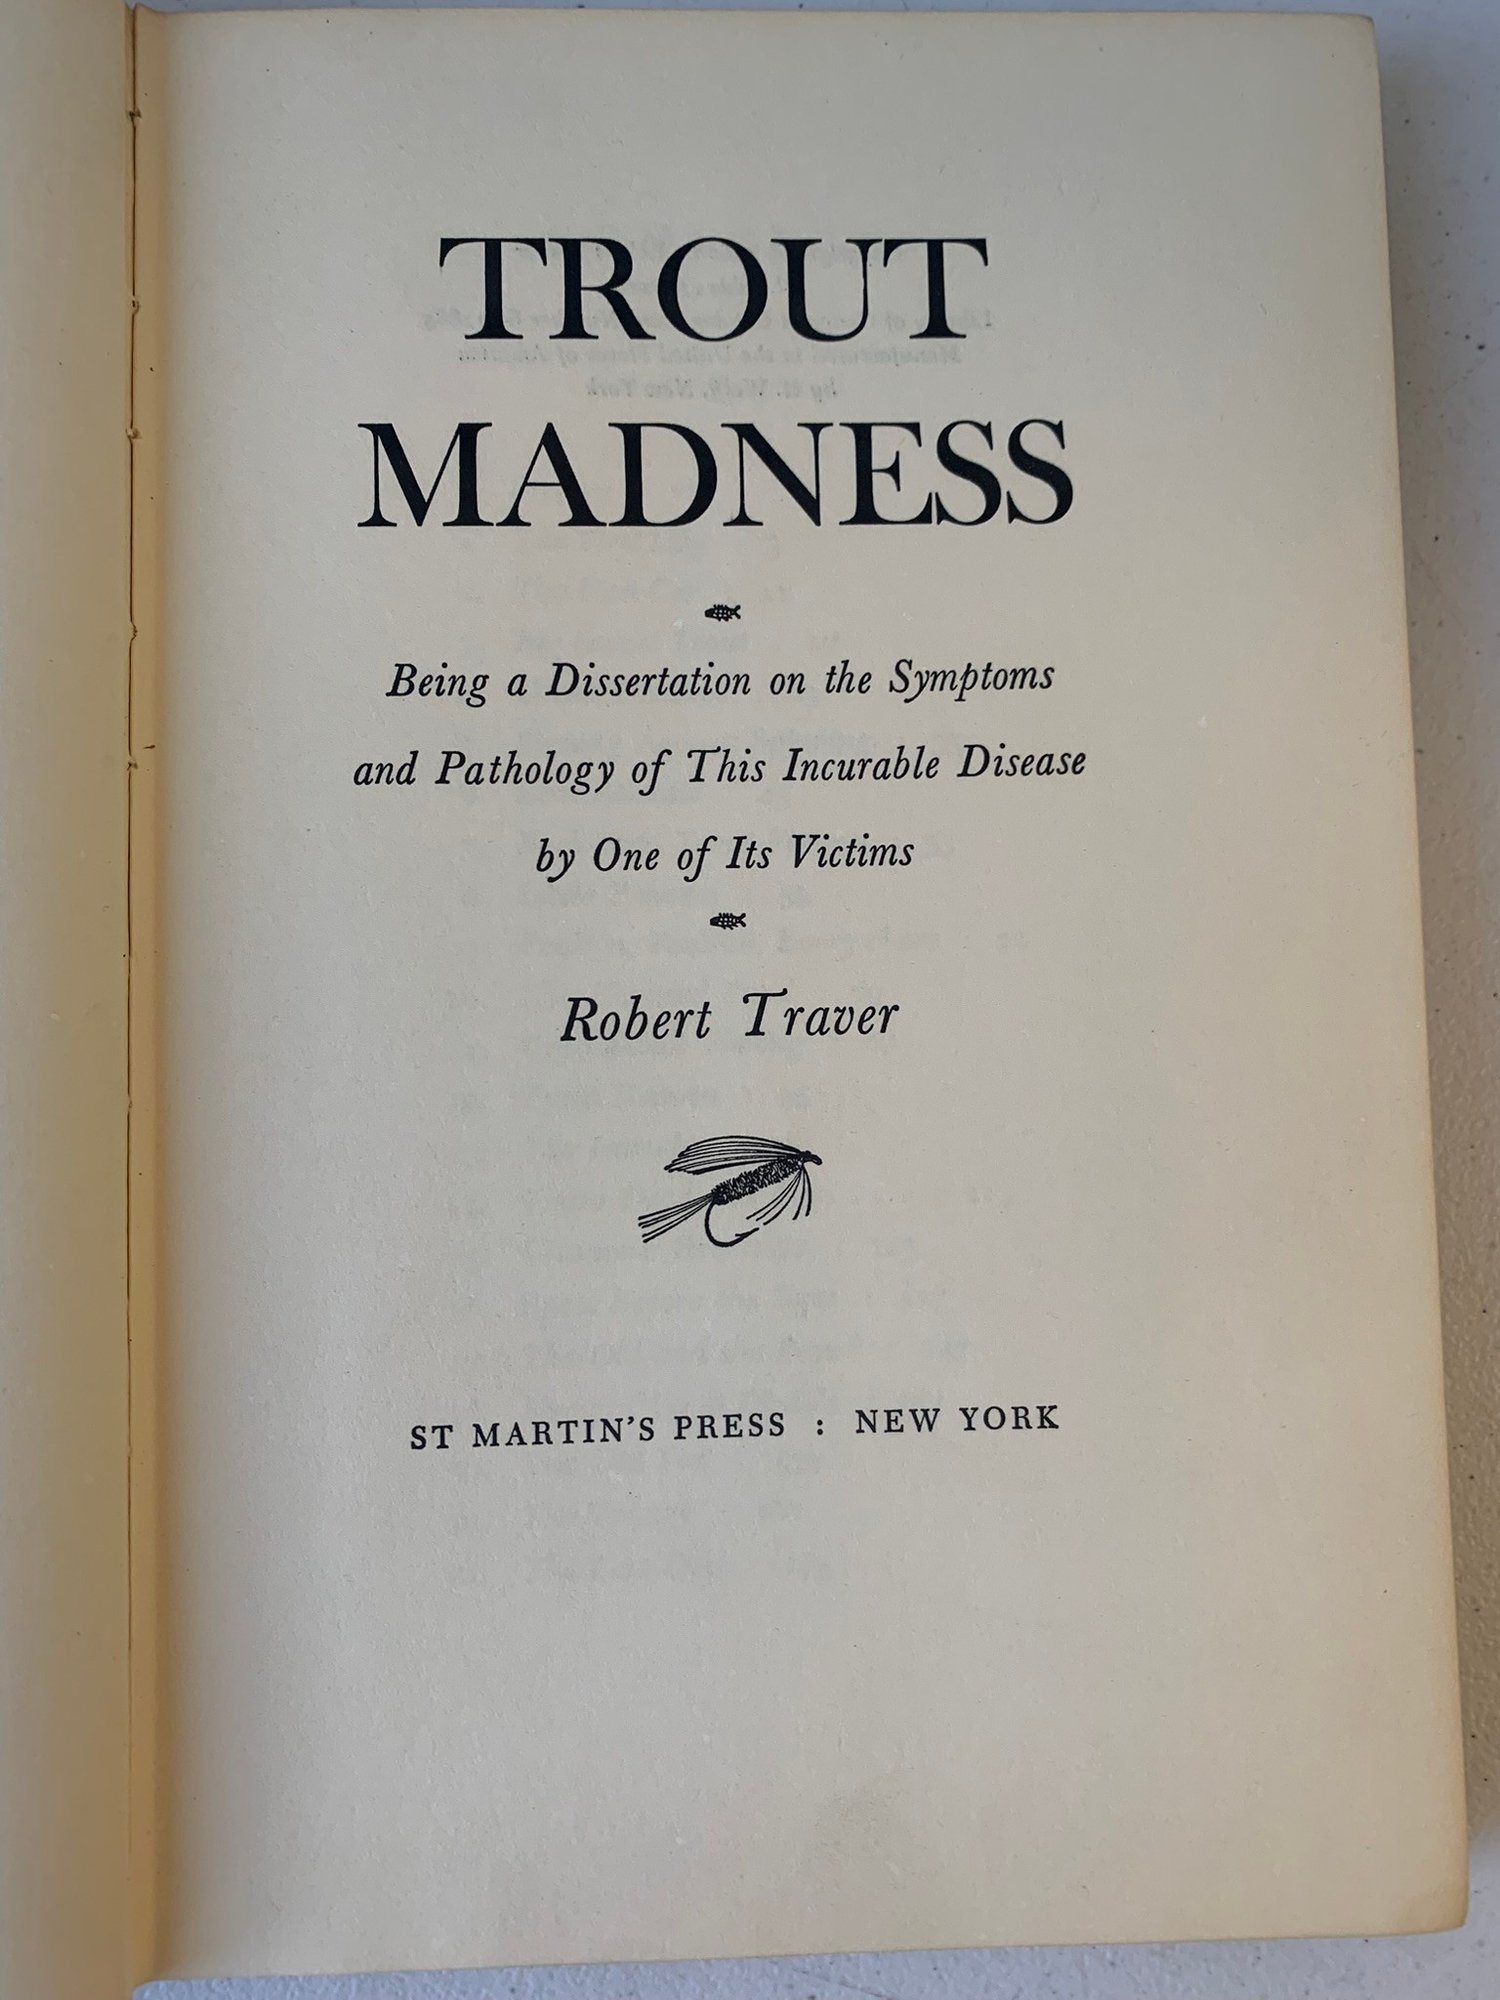 TROUT
MADNESS
Being a Dissertation on the Symptoms
and Pathology of This Incurable Disease
by One of Its Victims
Robert Traver
ST MARTIN'S PRESS : NEW YORK